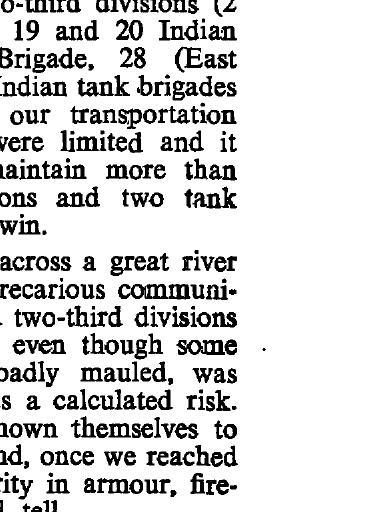 o-third divisions (2
19 and 20 Indian
Brigade, 28 (East
Indian tank brigades
our transportation
were limited and it
maintain more than
ons and two tank
win.
across a great river
recarious communi-
two-third divisions
even though some
badly mauled, was
s a calculated risk.
nown themselves to
nd, once we reached
rity in armour, fire-
tell